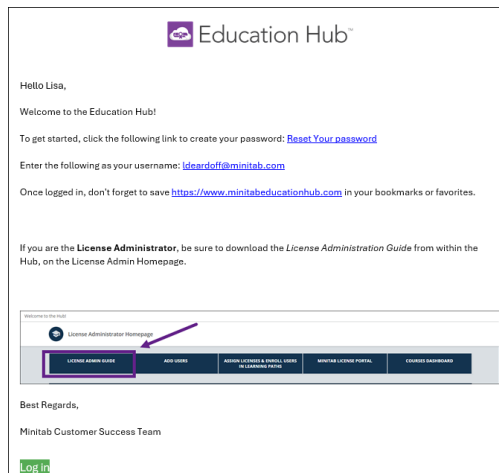 Education Hub™
Hello Lisa,
Welcome to the Education Hub!
To get started, click the following link to create your password: Reset Your password
Enter the following as your username: ldeardoff@minitab.com
Once logged in, don't forget to save https://www.minitabeducationhub.com in your bookmarks or favorites.
If you are the License Administrator, be sure to download the License Administration Guide from within the
Hub, on the License Admin Homepage.
Welcome to the Hub
License Administrator Homepage
LICENSE ADMIN GUIDE ADD USERS ASSIGN LICENSES & ENROLL USERS MINITAB LICENSE PORTAL COURSES DASHBOARD
IN LEARNING PATHS
Best Regards,
Minitab Customer Success Team
Log in